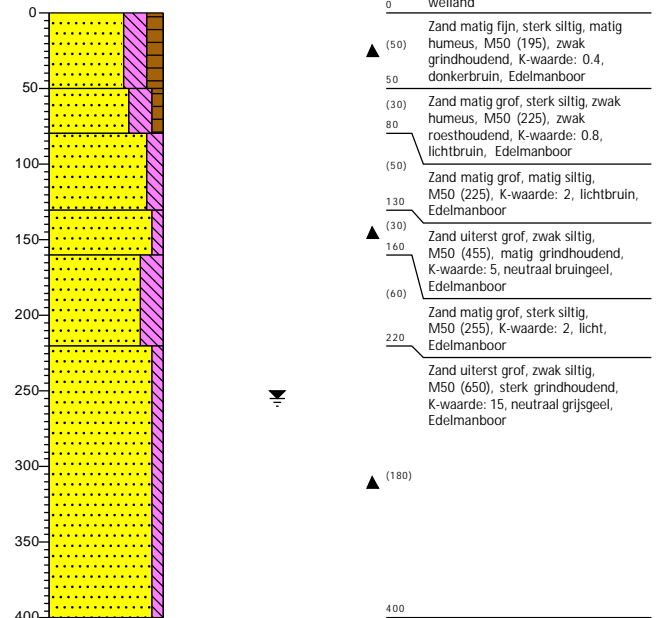 0
50
100
150
200
250
300
350
400
0
weiland
(50)
Zand matig fijn, sterk siltig, matig
humeus, M50 (195), zwak
grindhoudend, K-waarde: 0.4,
donkerbruin, Edelmanboor
50
(30)
Zand matig grof, sterk siltig, zwak
humeus, M50 (225), zwak
roesthoudend, K-waarde: 0.8,
lichtbruin, Edelmanboor
80
(50)
Zand matig grof, matig siltig,
M50 (225), K-waarde: 2, lichtbruin,
Edelmanboor
130
(30)
Zand uiterst grof, zwak siltig,
M50 (455), matig grindhoudend,
K-waarde: 5, neutraal bruingeel,
Edelmanboor
160
(60)
Zand matig grof, sterk siltig,
M50 (255), K-waarde: 2, licht,
Edelmanboor
220
Zand uiterst grof, zwak siltig,
M50 (650), sterk grindhoudend,
K-waarde: 15, neutraal grijsgeel,
Edelmanboor
(180)
400